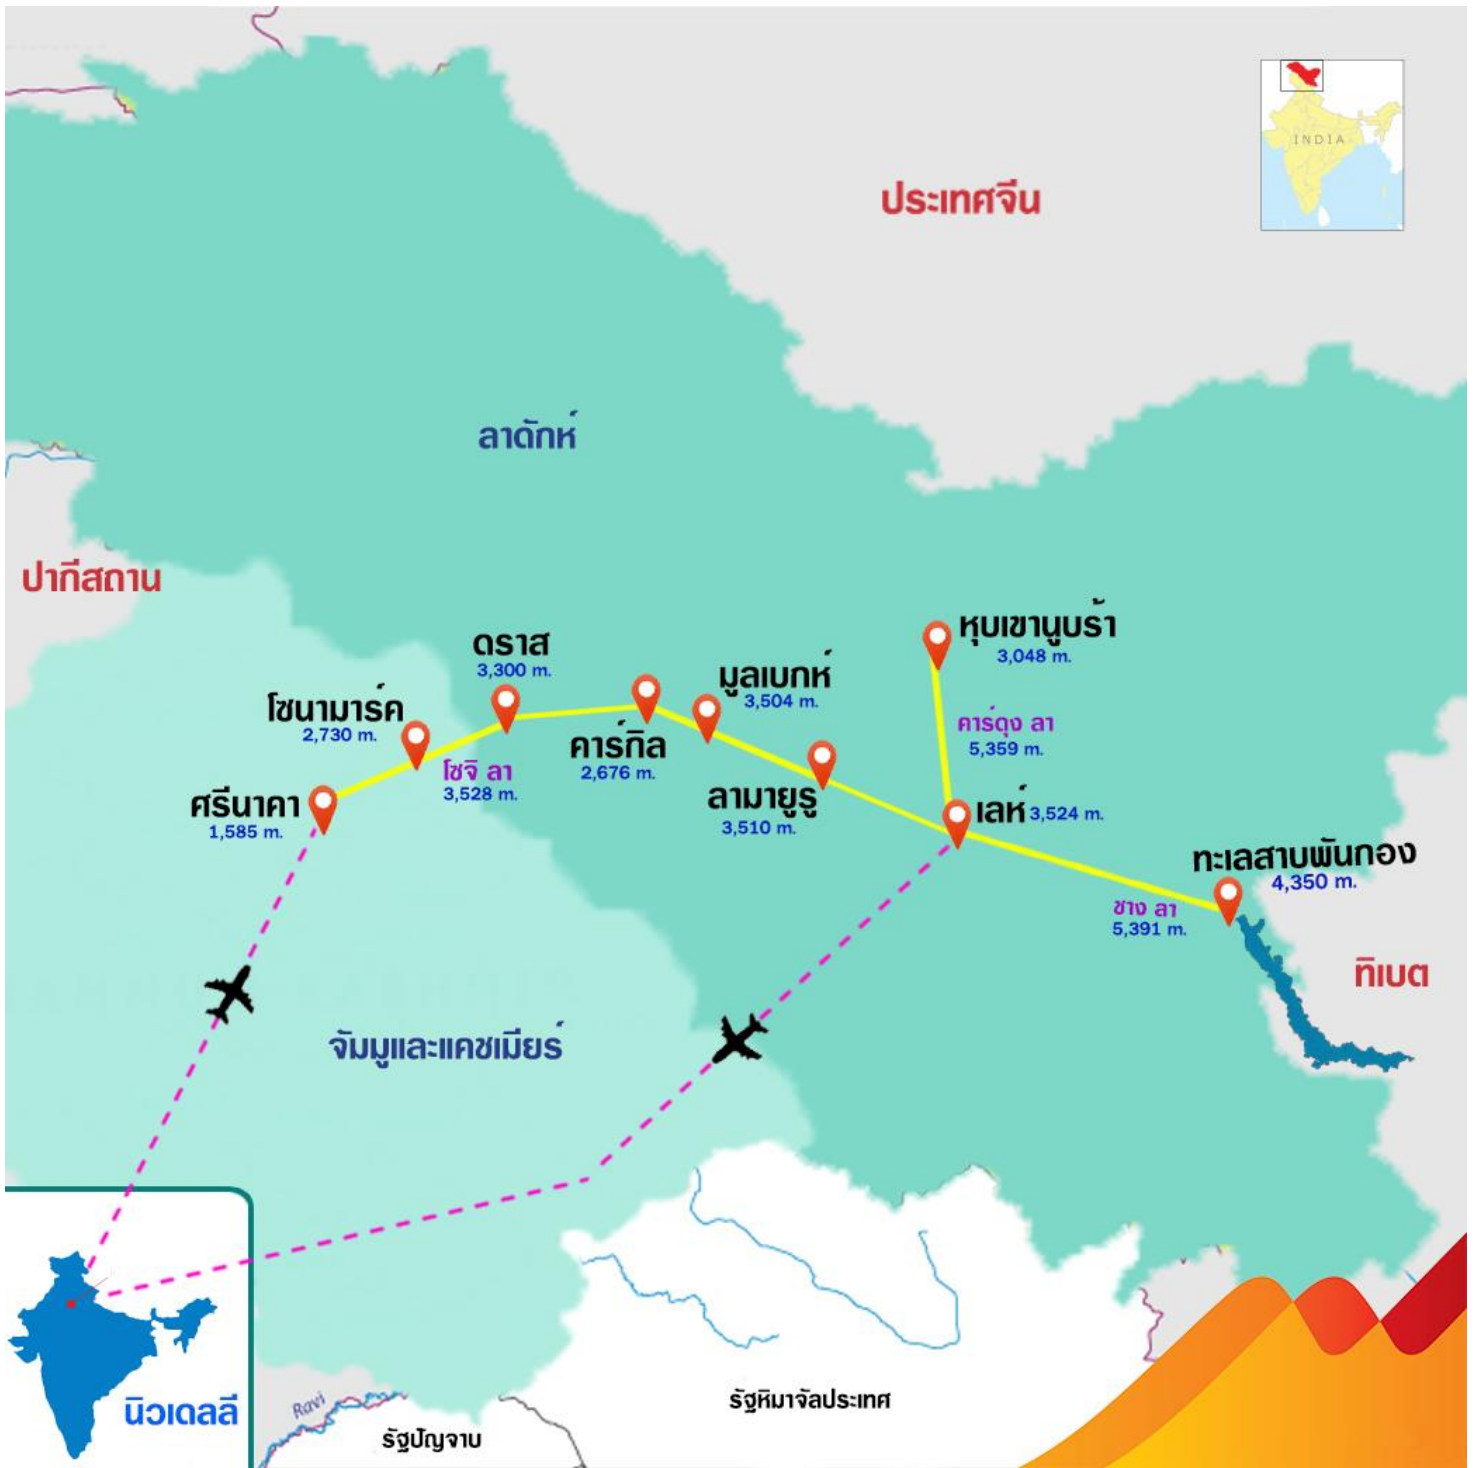 INDIA
ประเทศจีน
ลาดักห์
ปากีสถาน
หุบเขานูบร้า
3,048 m.
ดราส
3,300 m.
มูลเบกห์
3,504 m.
โซนามาร์ค
2,730 m.
คาร์กิล
2,676 m.
คาร์ดุง ลา
5,359 m.
โซจิ ลา
3,528 m.
ศรีนาคา
1,585 m.
ลามายูรู
3,510 m.
เลห์ 3,524 m.
ทะเลสาบพันกอง
4,350 m.
ชาง ลา
5,391 m.
ทิเบต
จัมมูและแคชเมียร์
นิวเดลลี
Ravi
รัฐหิมาจัลประเทศ
รัฐปัญจาบ